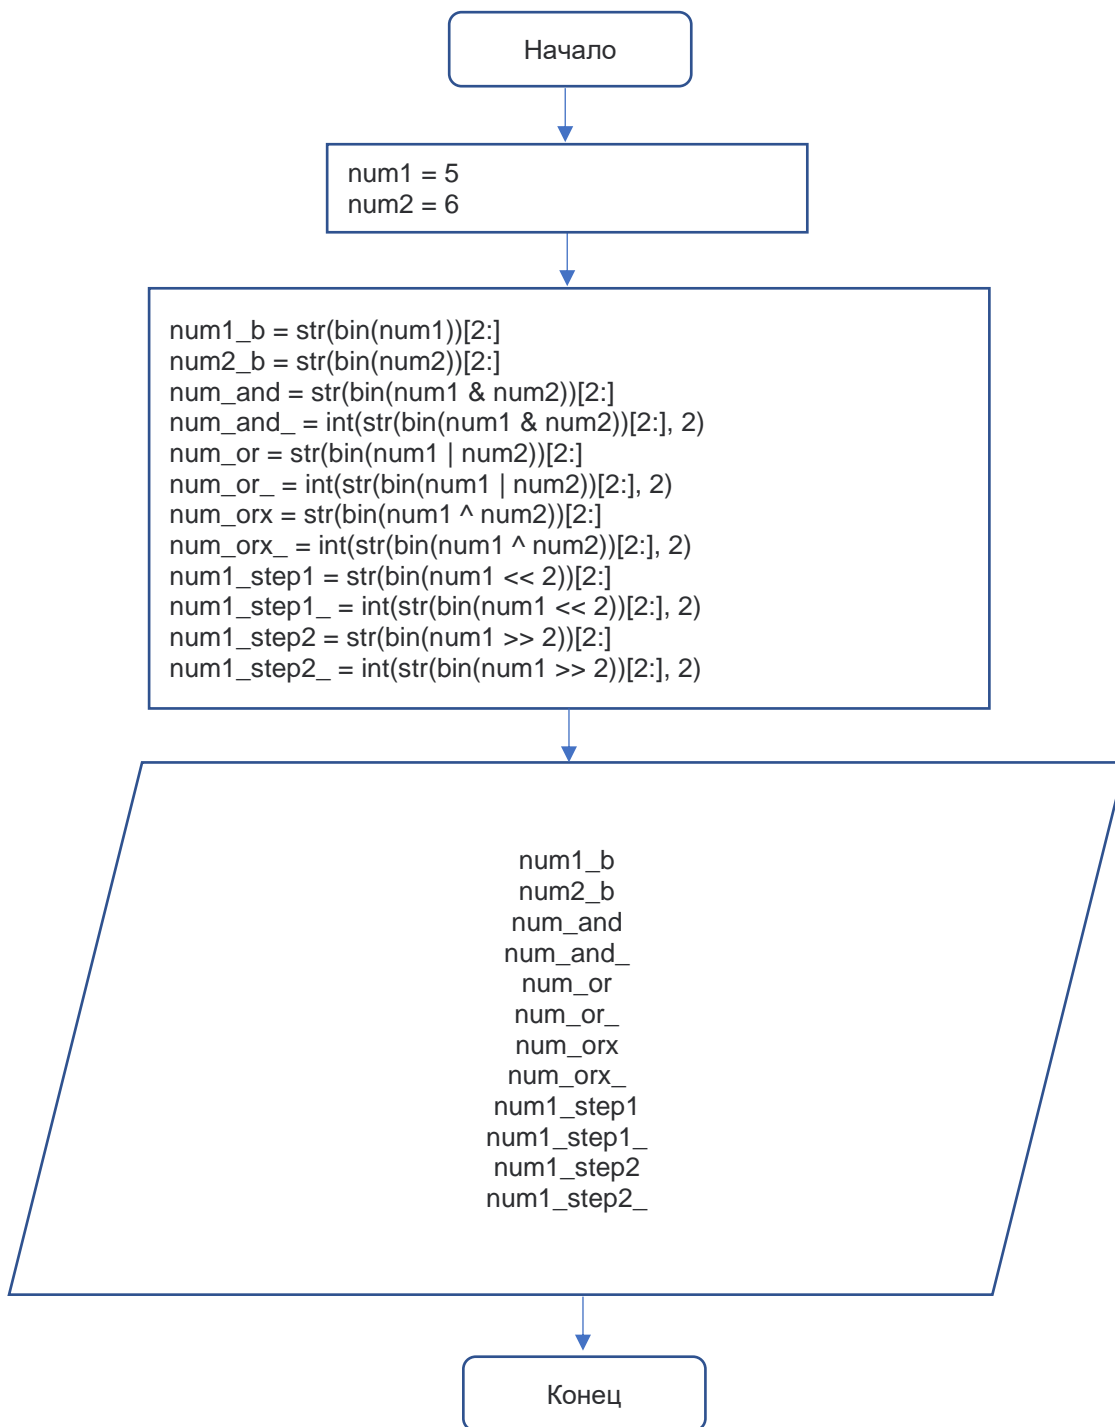 Начало
num1 = 5
num2 = 6
num1_b = str(bin(num1))[2:]
num2_b = str(bin(num2))[2:]
num_and = str(bin(num1 & num2))[2:]
num_and_ = int(str(bin(num1 & num2))[2:], 2)
num_or = str(bin(num1 | num2))[2:]
num_or_ = int(str(bin(num1 | num2))[2:], 2)
num_orx = str(bin(num1 ^ num2))[2:]
num_orx_ = int(str(bin(num1 ^ num2))[2:], 2)
num1_step1 = str(bin(num1 << 2))[2:]
num1_step1_ = int(str(bin(num1 << 2))[2:], 2)
num1_step2 = str(bin(num1 >> 2))[2:]
num1_step2_ = int(str(bin(num1 >> 2))[2:], 2)
num1_b
num2_b
num_and
num_and_
num_or
num_or_
num_orx
num_orx_
num1_step1
num1_step1_
num1_step2
num1_step2_
Конец